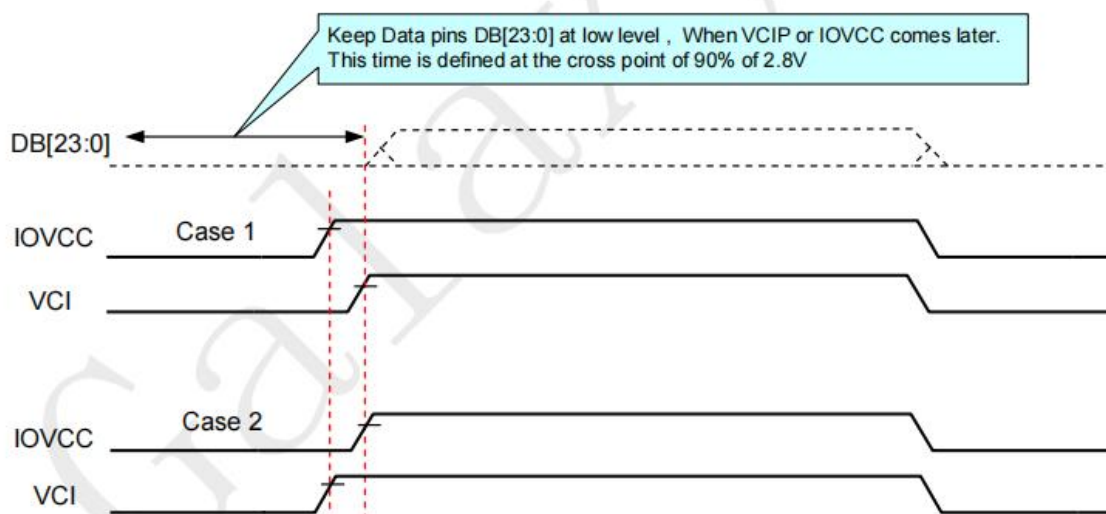 Keep Data pins DB[23:0] at low level , When VCIP or IOVCC comes later.
This time is defined at the cross point of 90% of 2.8V
DB[23:0]
IOVCC
Case 1
VCI
IOVCC
Case 2
VCI